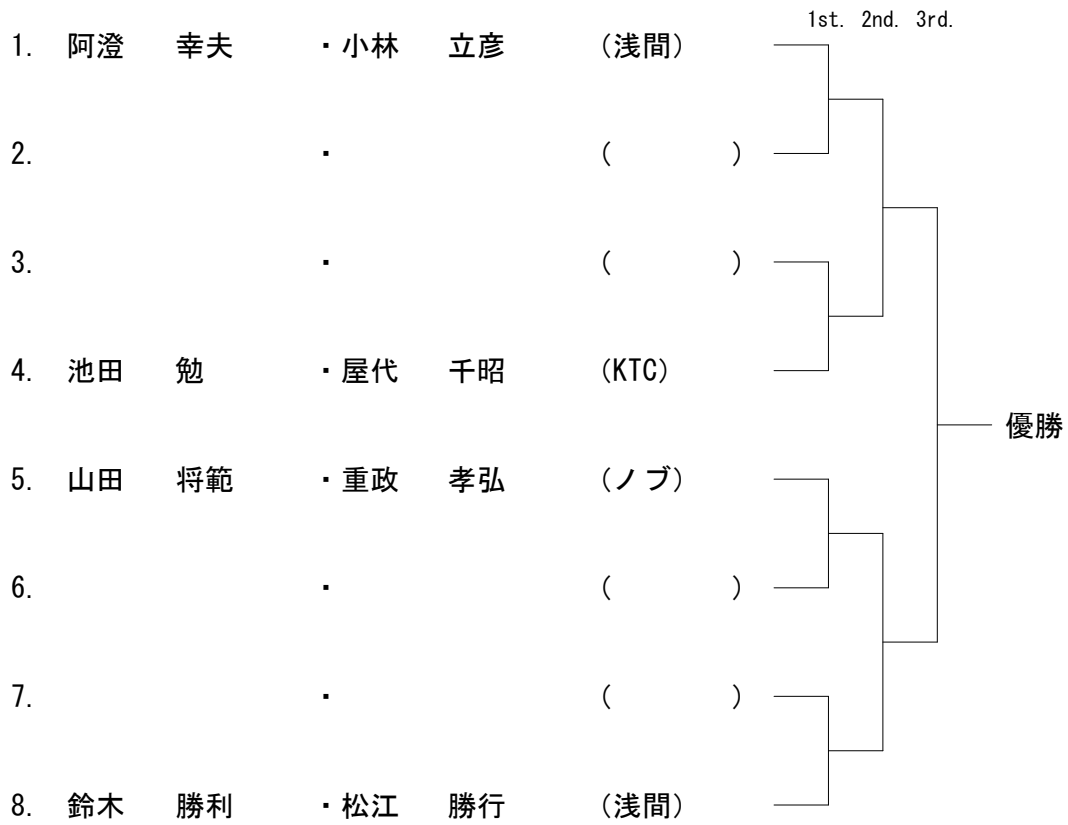 1st. 2nd. 3rd.
1. 阿澄 幸夫 ・小林 立彦 (浅間)
2. ・ ( )
3. ・ ( )
4. 池田 勉 ・屋代 千昭 (KTC)
優勝
5. 山田 将範 ・重政 孝弘 (ノブ)
6. ・ ( )
7. ・ ( )
8. 鈴木 勝利 ・松江 勝行 (浅間)